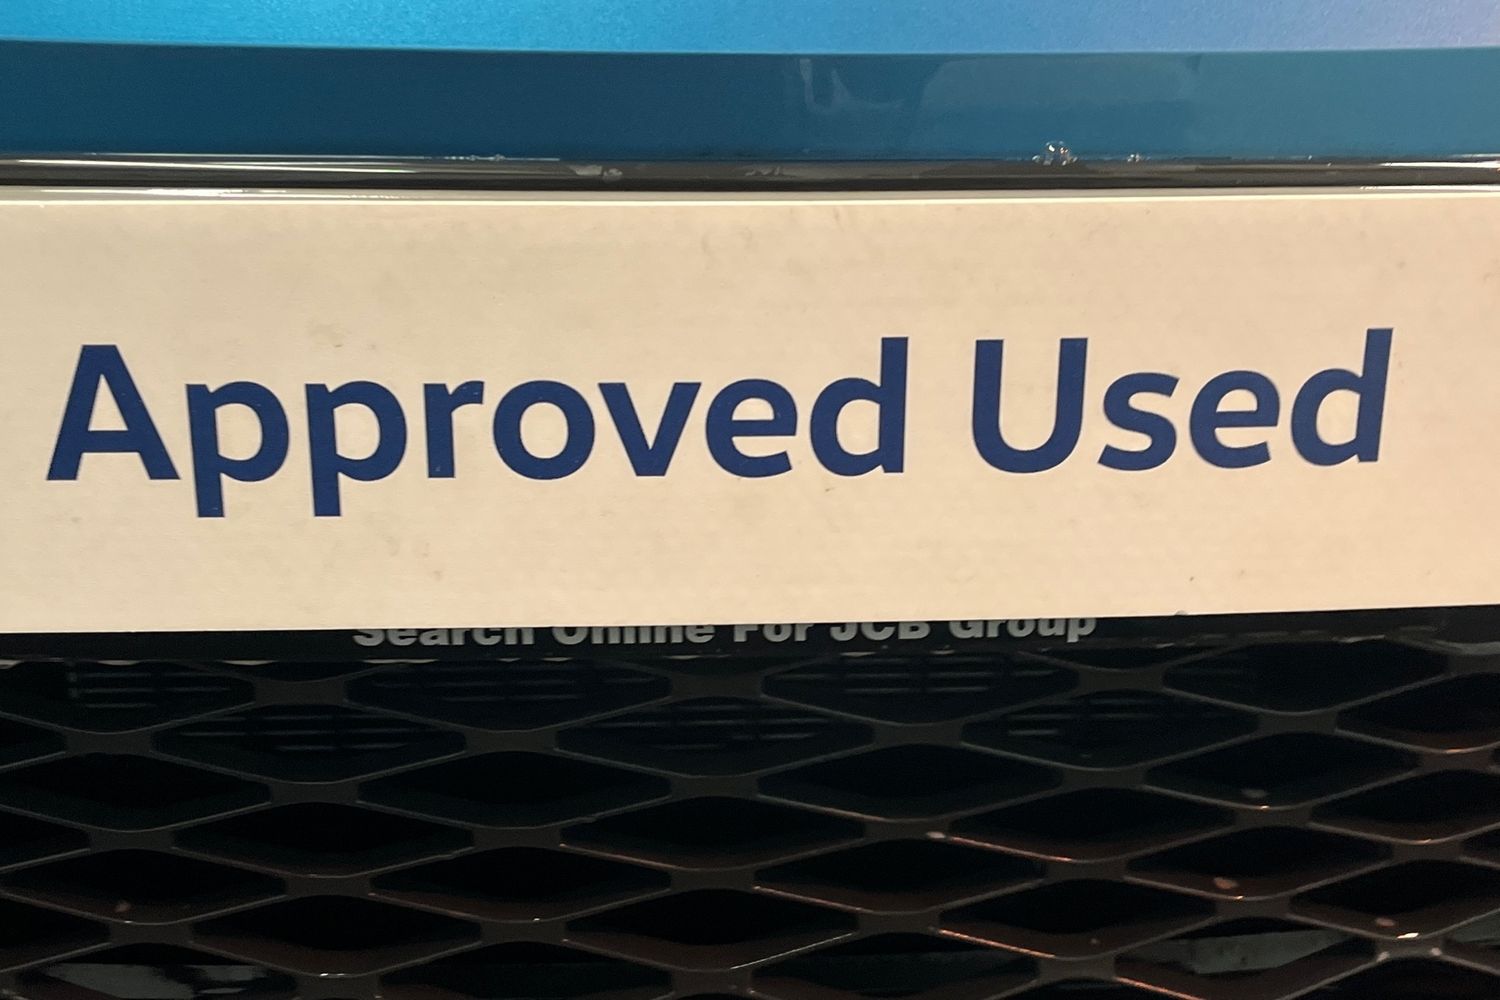 Approved Used
Search Online For JCB Group